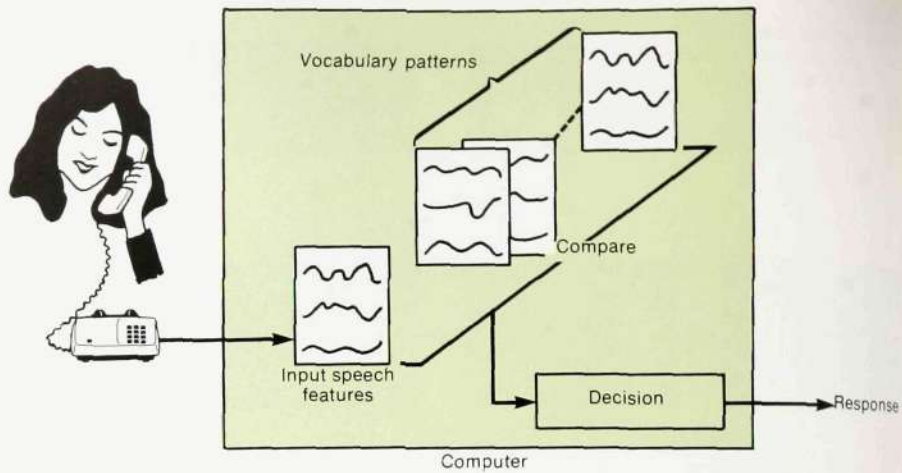 Vocabulary patterns
Compare
Input speech
features
Decision
Response
Computer